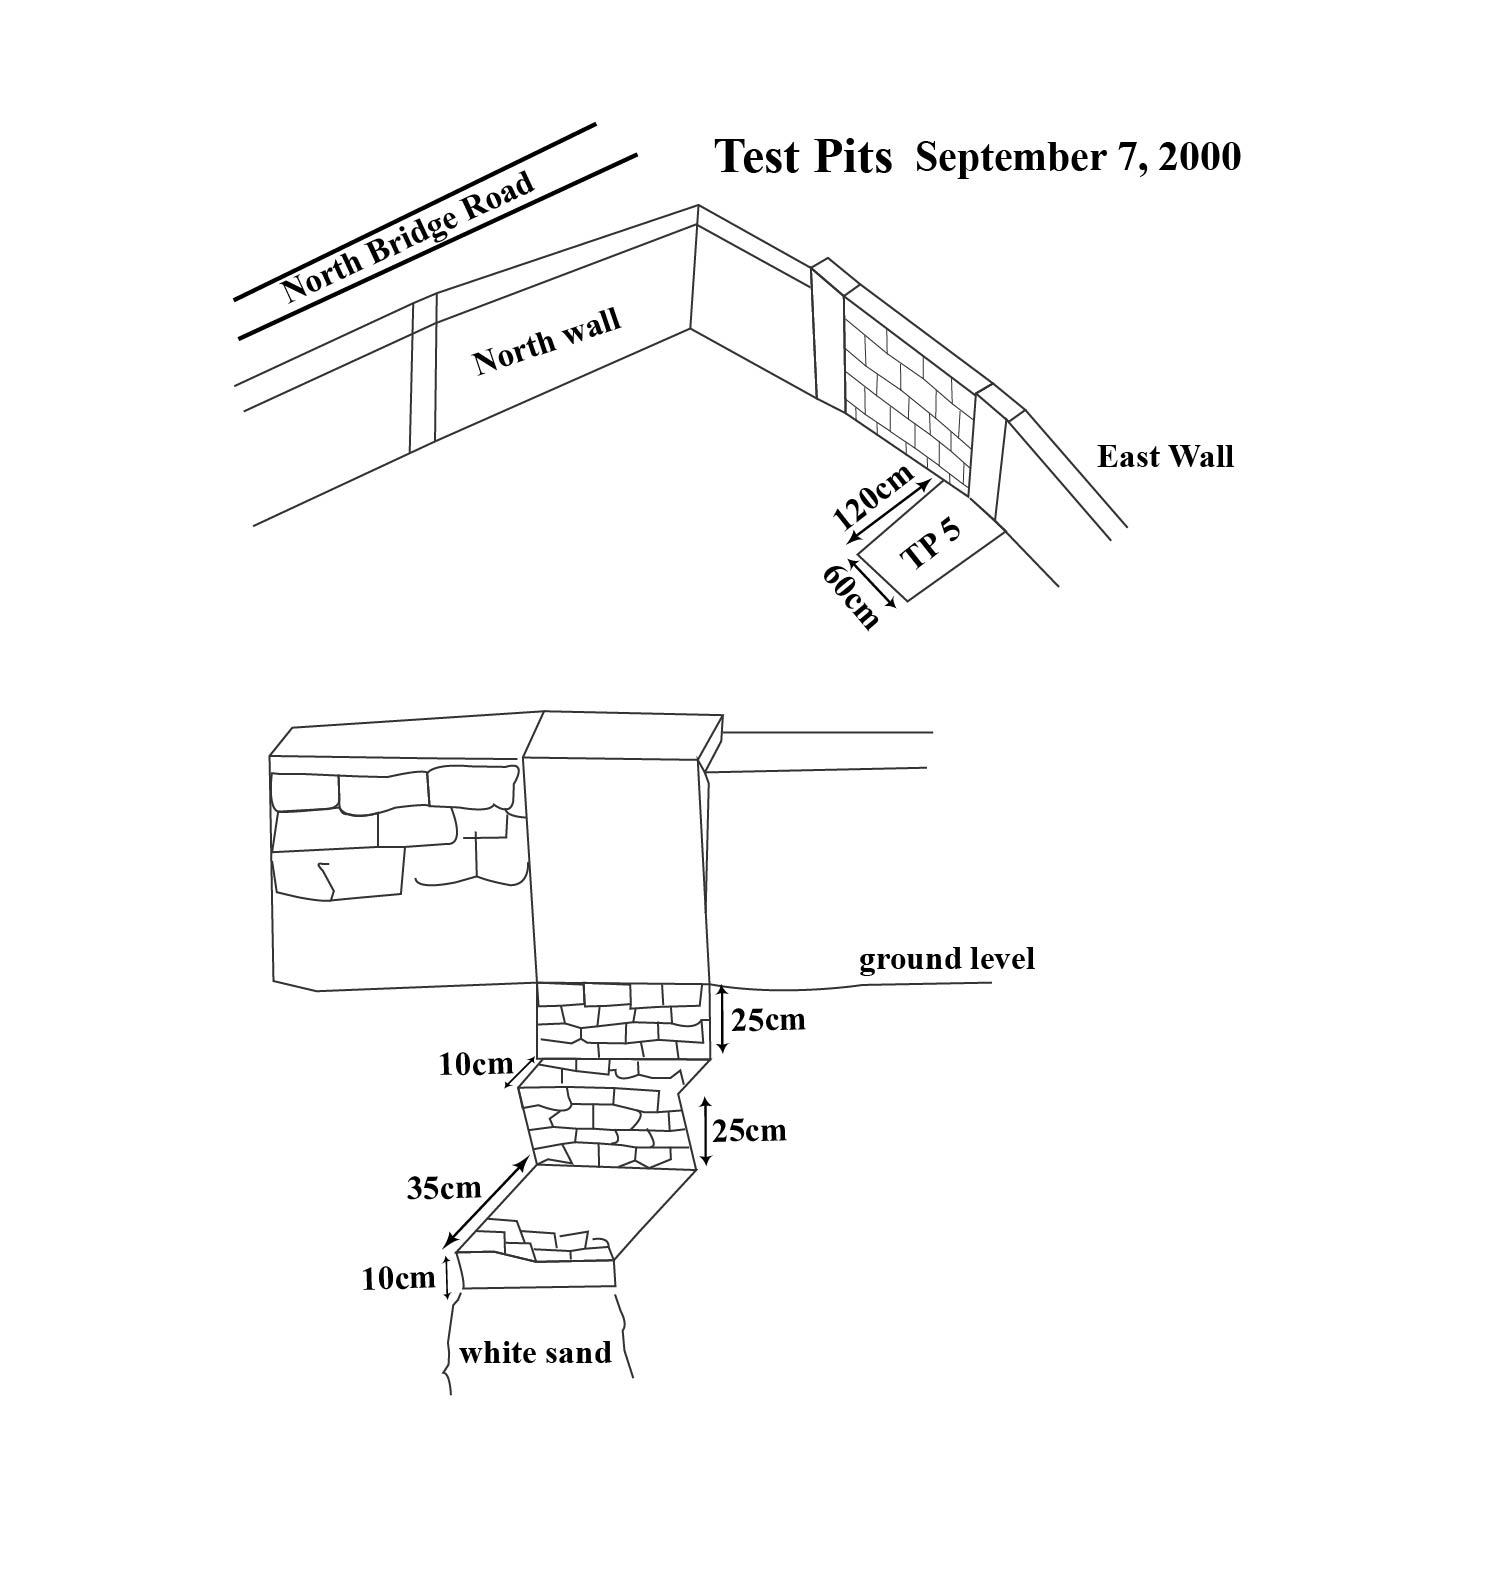 Test Pits September 7, 2000
North Bridge Road
North wall
East Wall
120cm
TP 5
60cm
ground level
25cm
10cm
25cm
35cm
10cm
white sand